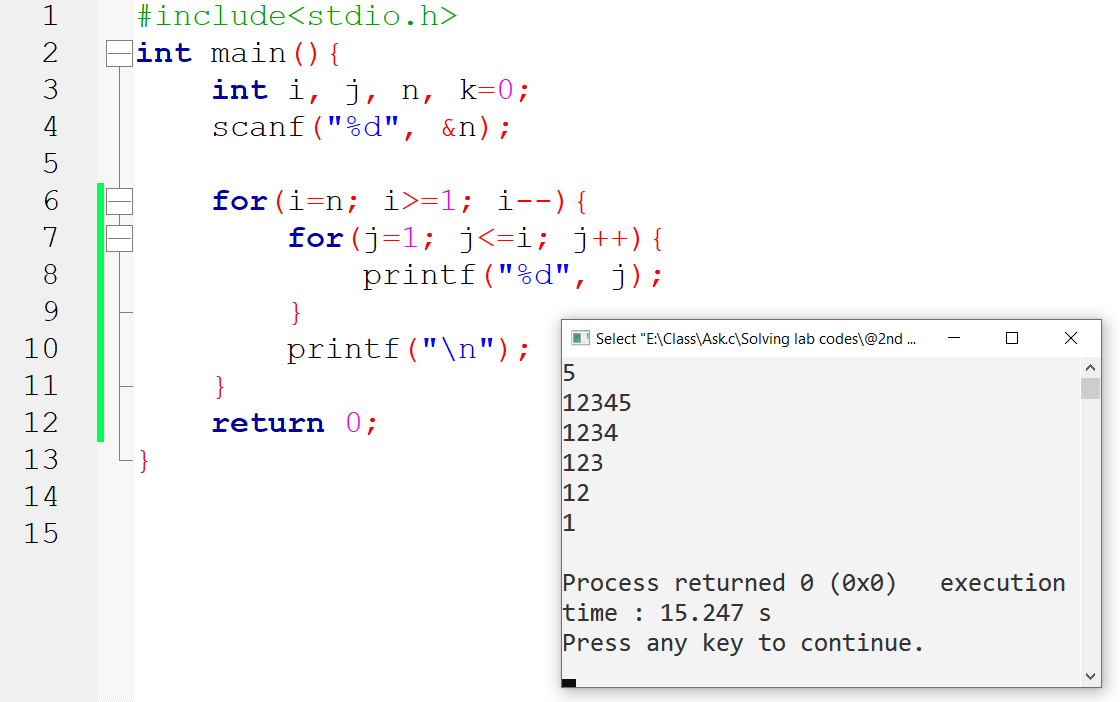 1 #include<stdio.h>
2 int main(){
3 int i, j, n, k=0;
4 scanf("%d", &n);
5
6 for(i=n; i>=1; i--){
7 for(j=1; j<=i; j++){
8 printf("%d", j);
9 }
10 printf("\n");
11 }
12 return 0;
13 }
14
15
Select "E:\Class\Ask.c\Solving lab codes\@2nd ...
5
12345
1234
123
12
1
Process returned 0 (0x0) execution
time : 15.247 s
Press any key to continue.